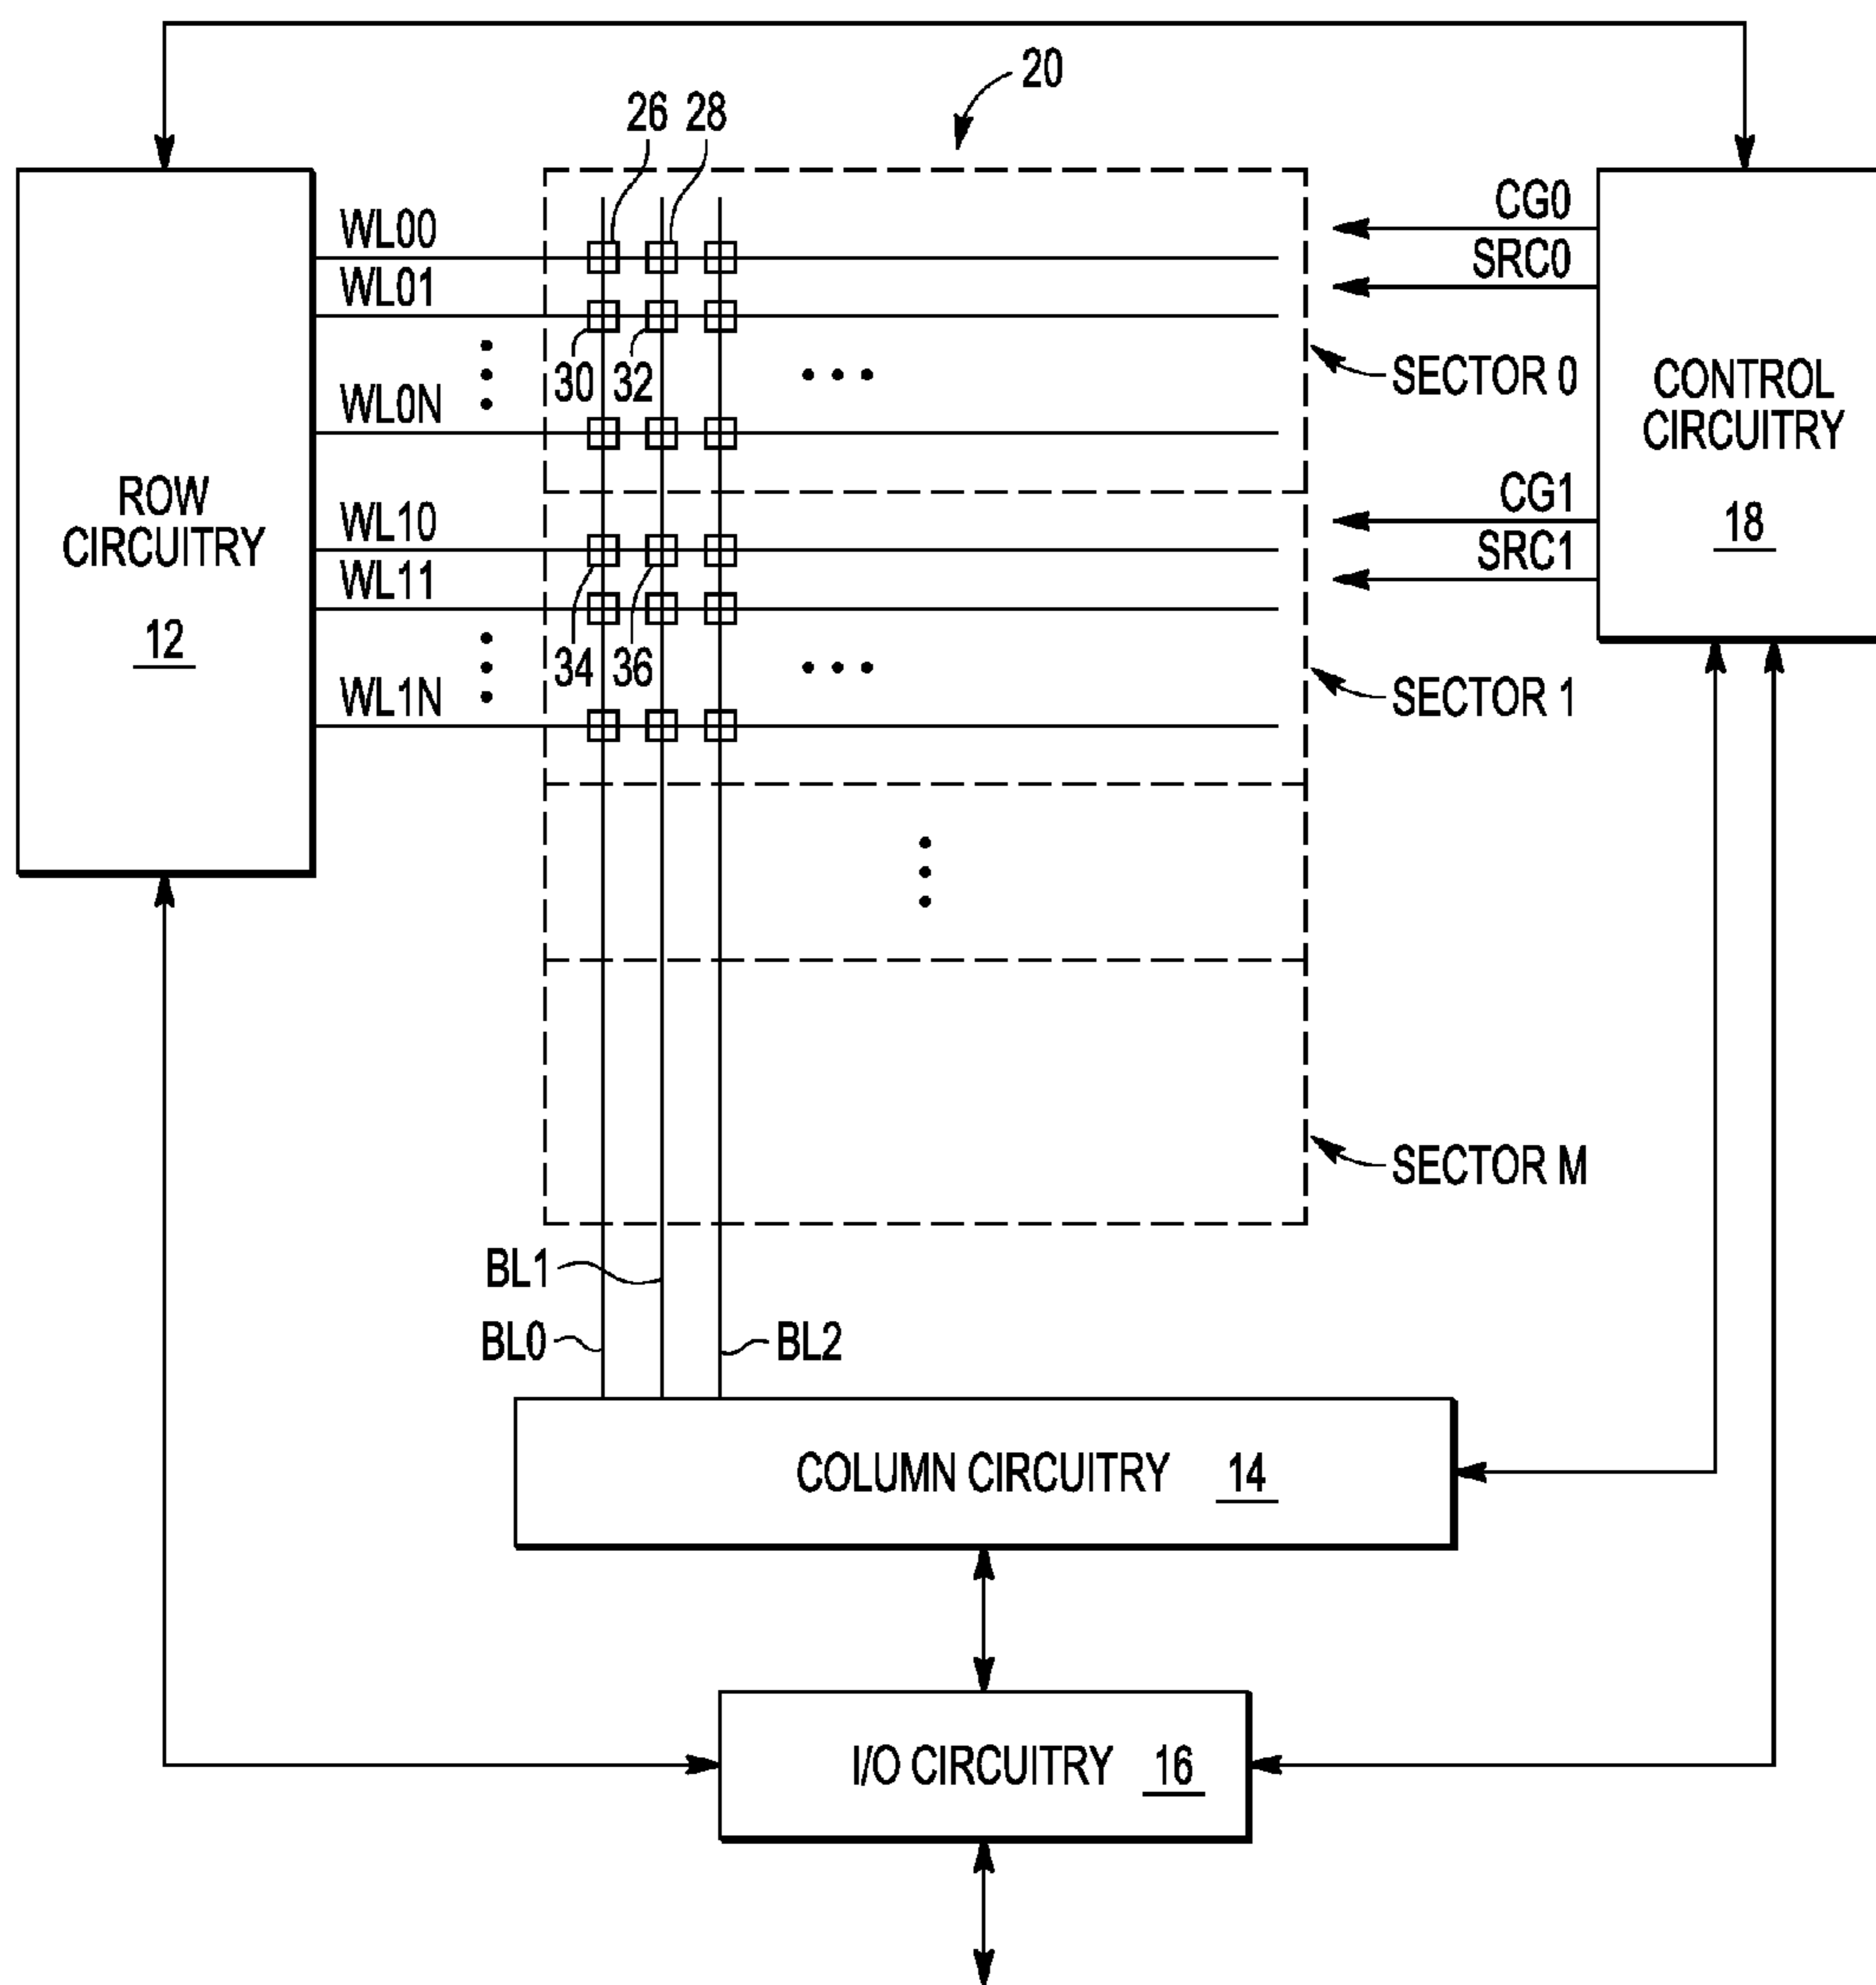 20
26 28
WL00
WL01
30 32
WL0N
WL10
WL11
34 36
WL1N
ROW
CIRCUITRY
12
CG0
SRC0
SECTOR 0
CG1
SRC1
SECTOR 1
CONTROL
CIRCUITRY
18
SECTOR M
BL1
BL0
BL2
COLUMN CIRCUITRY 14
I/O CIRCUITRY 16